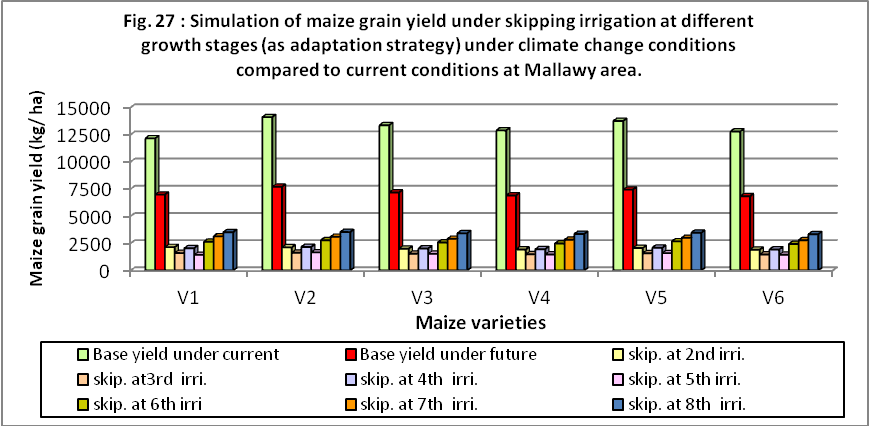 Fig. 27 : Simulation of maize grain yield under skipping irrigation at different
growth stages (as adaptation strategy) under climate change conditions
compared to current conditions at Mallawy area.
Maize grain yield (kg/ ha)
15000
12500
10000
7500
5000
2500
0
V1 V2 V3 V4 V5 V6
Maize varieties
Base yield under current Base yield under future skip. at 2nd irri.
skip. at3rd irri. skip. at 4th irri. skip. at 5th irri.
skip. at 6th irri skip. at 7th irri. skip. at 8th irri.